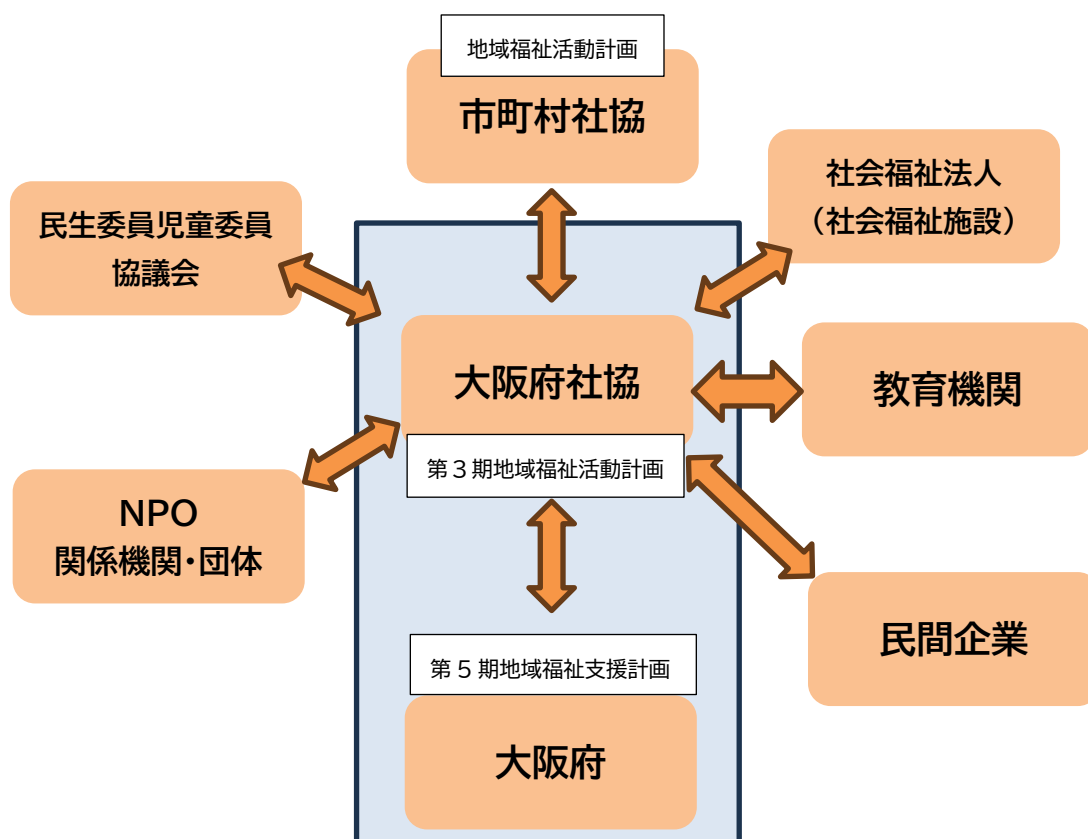 地域福祉活動計画
市町村社協
社会福祉法人
（社会福祉施設）
民生委員児童委員
協議会
大阪府社協
教育機関
第３期地域福祉活動計画
NPO
関係機関・団体
民間企業
第５期地域福祉支援計画
大阪府